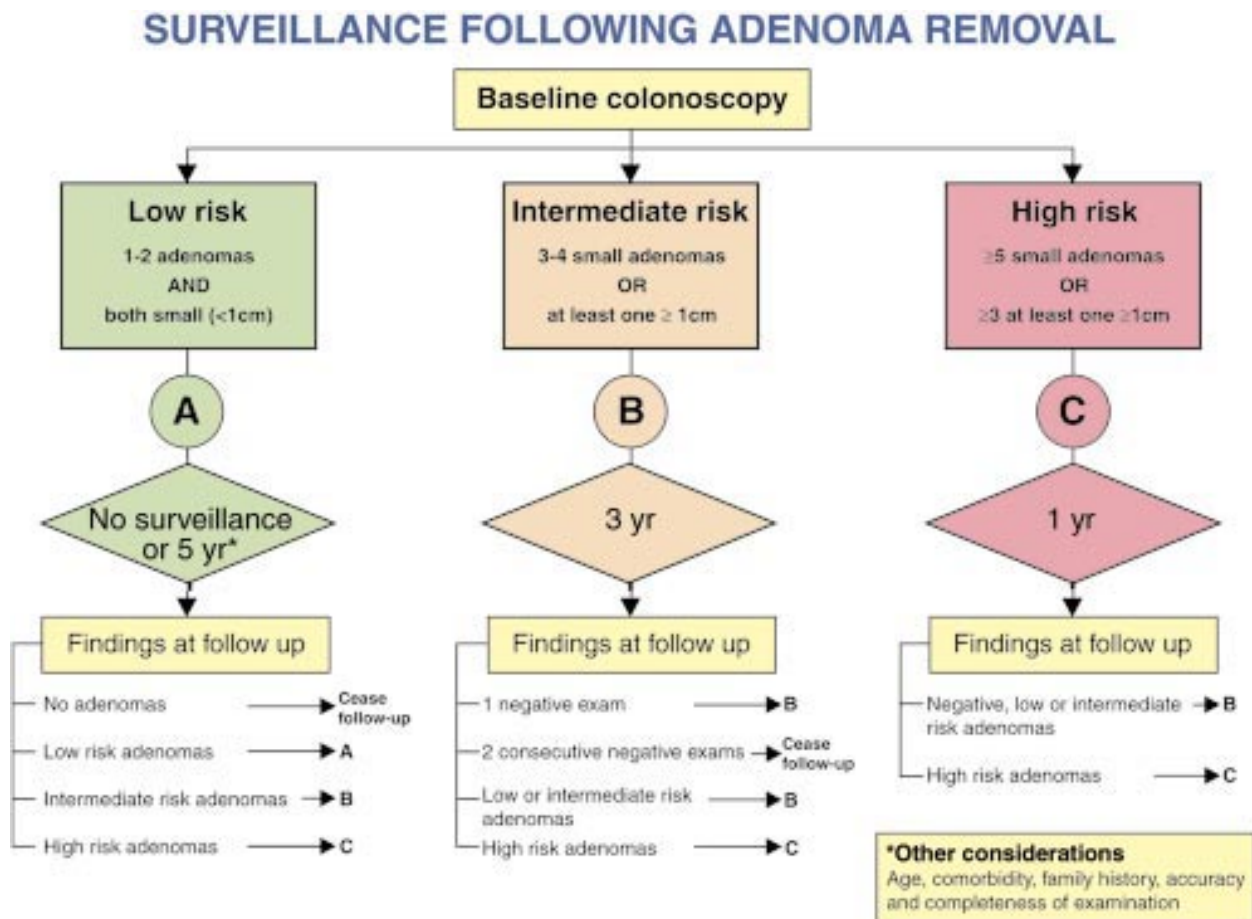 SURVEILLANCE FOLLOWING ADENOMA REMOVAL
Baseline colonoscopy
Low risk
1-2 adenomas
AND
both small (<1cm)
A
No surveillance
or 5 yr*
Findings at follow up
No adenomas
Cease
follow-up
Low risk adenomas
A
Intermediate risk adenomas
B
High risk adenomas
C
Intermediate risk
3-4 small adenomas
OR
at least one ≥ 1cm
B
3 yr
Findings at follow up
1 negative exam
B
2 consecutive negative exams
Cease
follow-up
Low or intermediate risk
adenomas
B
High risk adenomas
C
High risk
≥5 small adenomas
OR
≥3 at least one ≥1cm
C
1 yr
Findings at follow up
Negative, low or intermediate
risk adenomas
B
High risk adenomas
C
*Other considerations
Age, comorbidity, family history, accuracy
and completeness of examination